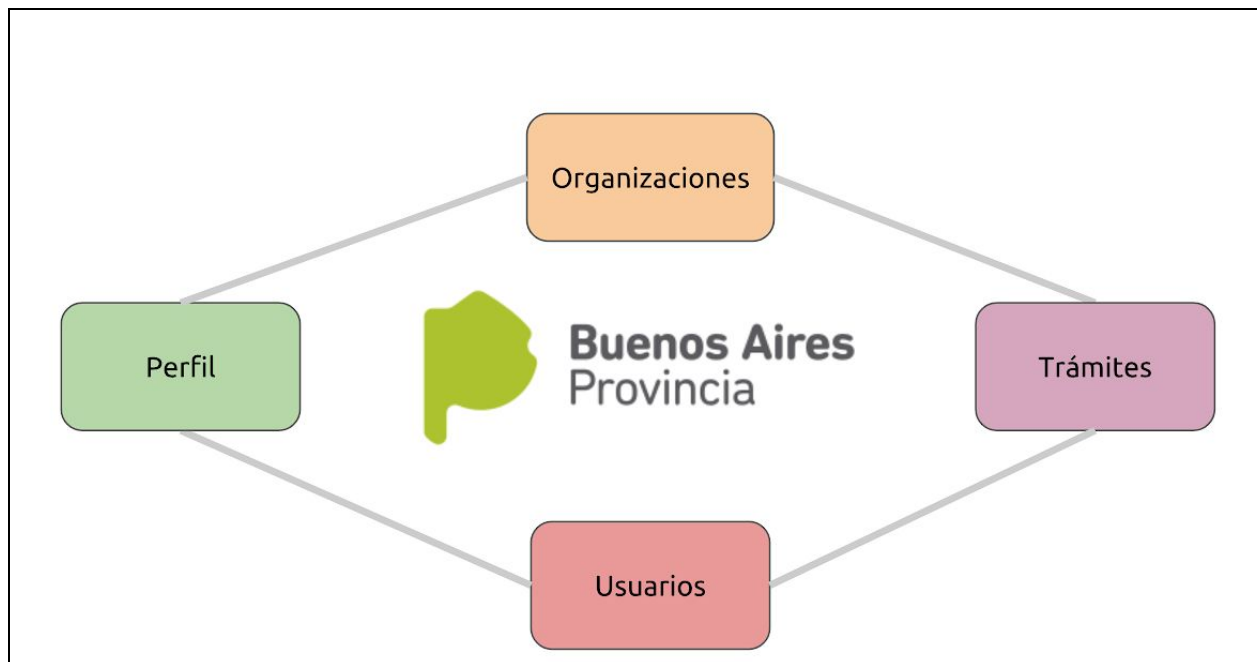 Organizaciones
Perfil
Buenos Aires
Provincia
Trámites
Usuarios